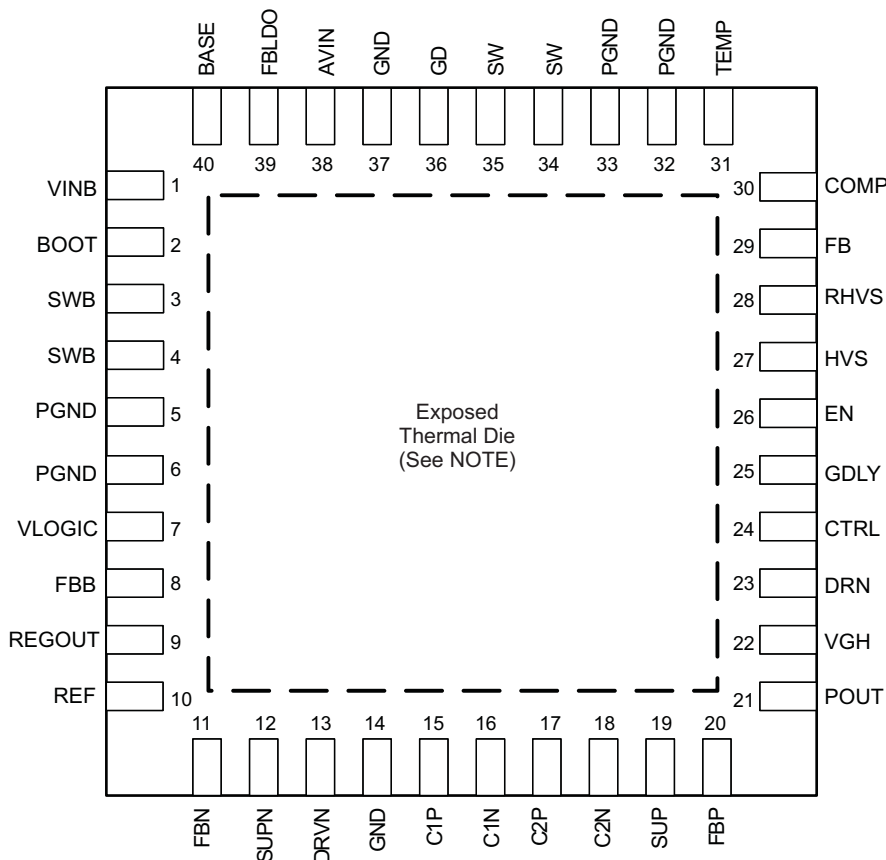 BASE
FBLDO
AVIN
GND
GD
SW
SW
PGND
PGND
TEMP
40
39
38
37
36
35
34
33
32
31
VINB 1
BOOT 2
SWB 3
SWB 4
PGND 5
PGND 6
VLOGIC 7
FBB 8
REGOUT 9
REF 10
Exposed
Thermal Die
(See NOTE)
30 COMP
29 FB
28 RHVS
27 HVS
26 EN
25 GDLY
24 CTRL
23 DRN
22 VGH
21 POUT
11
12
13
14
15
16
17
18
19
20
FBN
SUPN
DRVN
GND
C1P
C1N
C2P
C2N
SUP
FBP